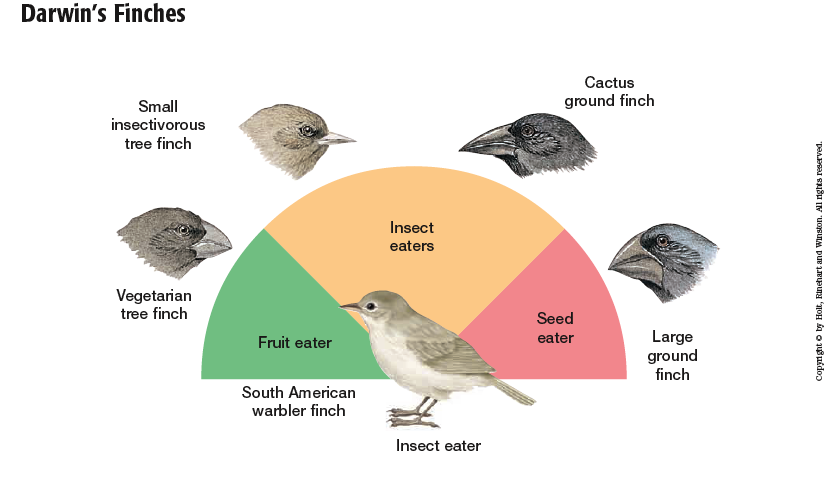 Darwin's Finches
Small
insectivorous
tree finch
Cactus
ground finch
Insect
eaters
Vegetarian
tree finch
Fruit eater
Seed
eater
Large
ground
finch
South American
warbler finch
Insect eater
Copyright © by Holt, Rinehart and Winston. All rights reserved.